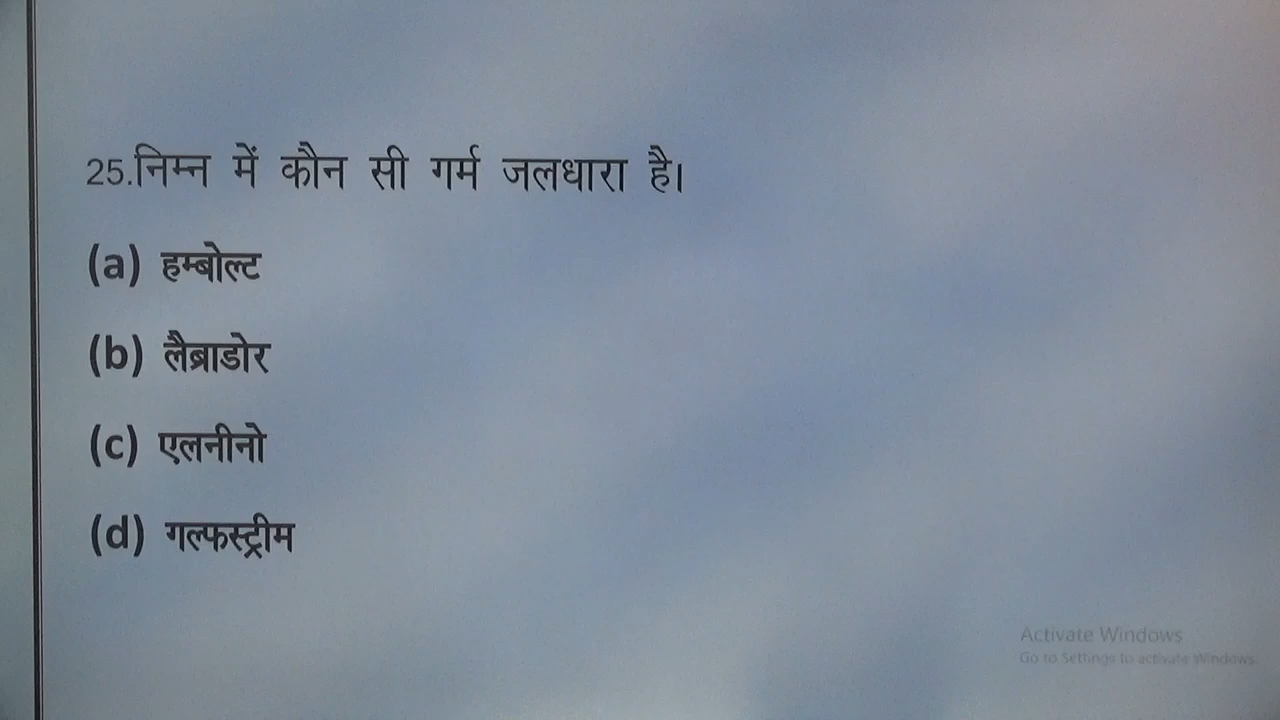 25.निम्न में कौन सी गर्म जलधारा है।
(a) हम्बोल्ट
(b) लैब्राडोर
(c) एलनीनो
(d) गल्फस्ट्रीम
Activate Windows
Go to Settings to activate Windows.